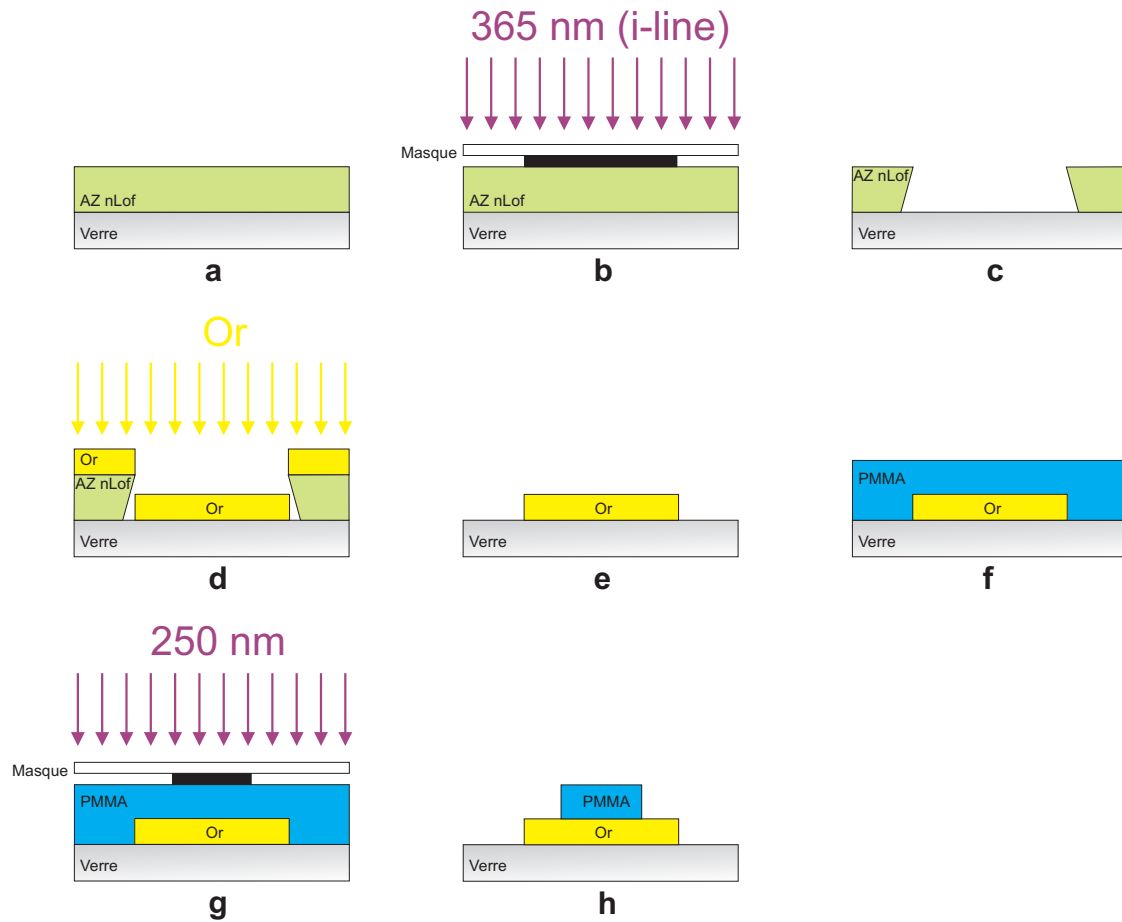 365 nm (i-line)
Masque
AZ nLof
Verre
a
AZ nLof
Verre
b
AZ nLof
Verre
c
Or
Or
AZ nLof
Or
Verre
d
Or
Verre
e
PMMA
Or
Verre
f
250 nm
Masque
PMMA
Or
Verre
g
PMMA
Or
Verre
h